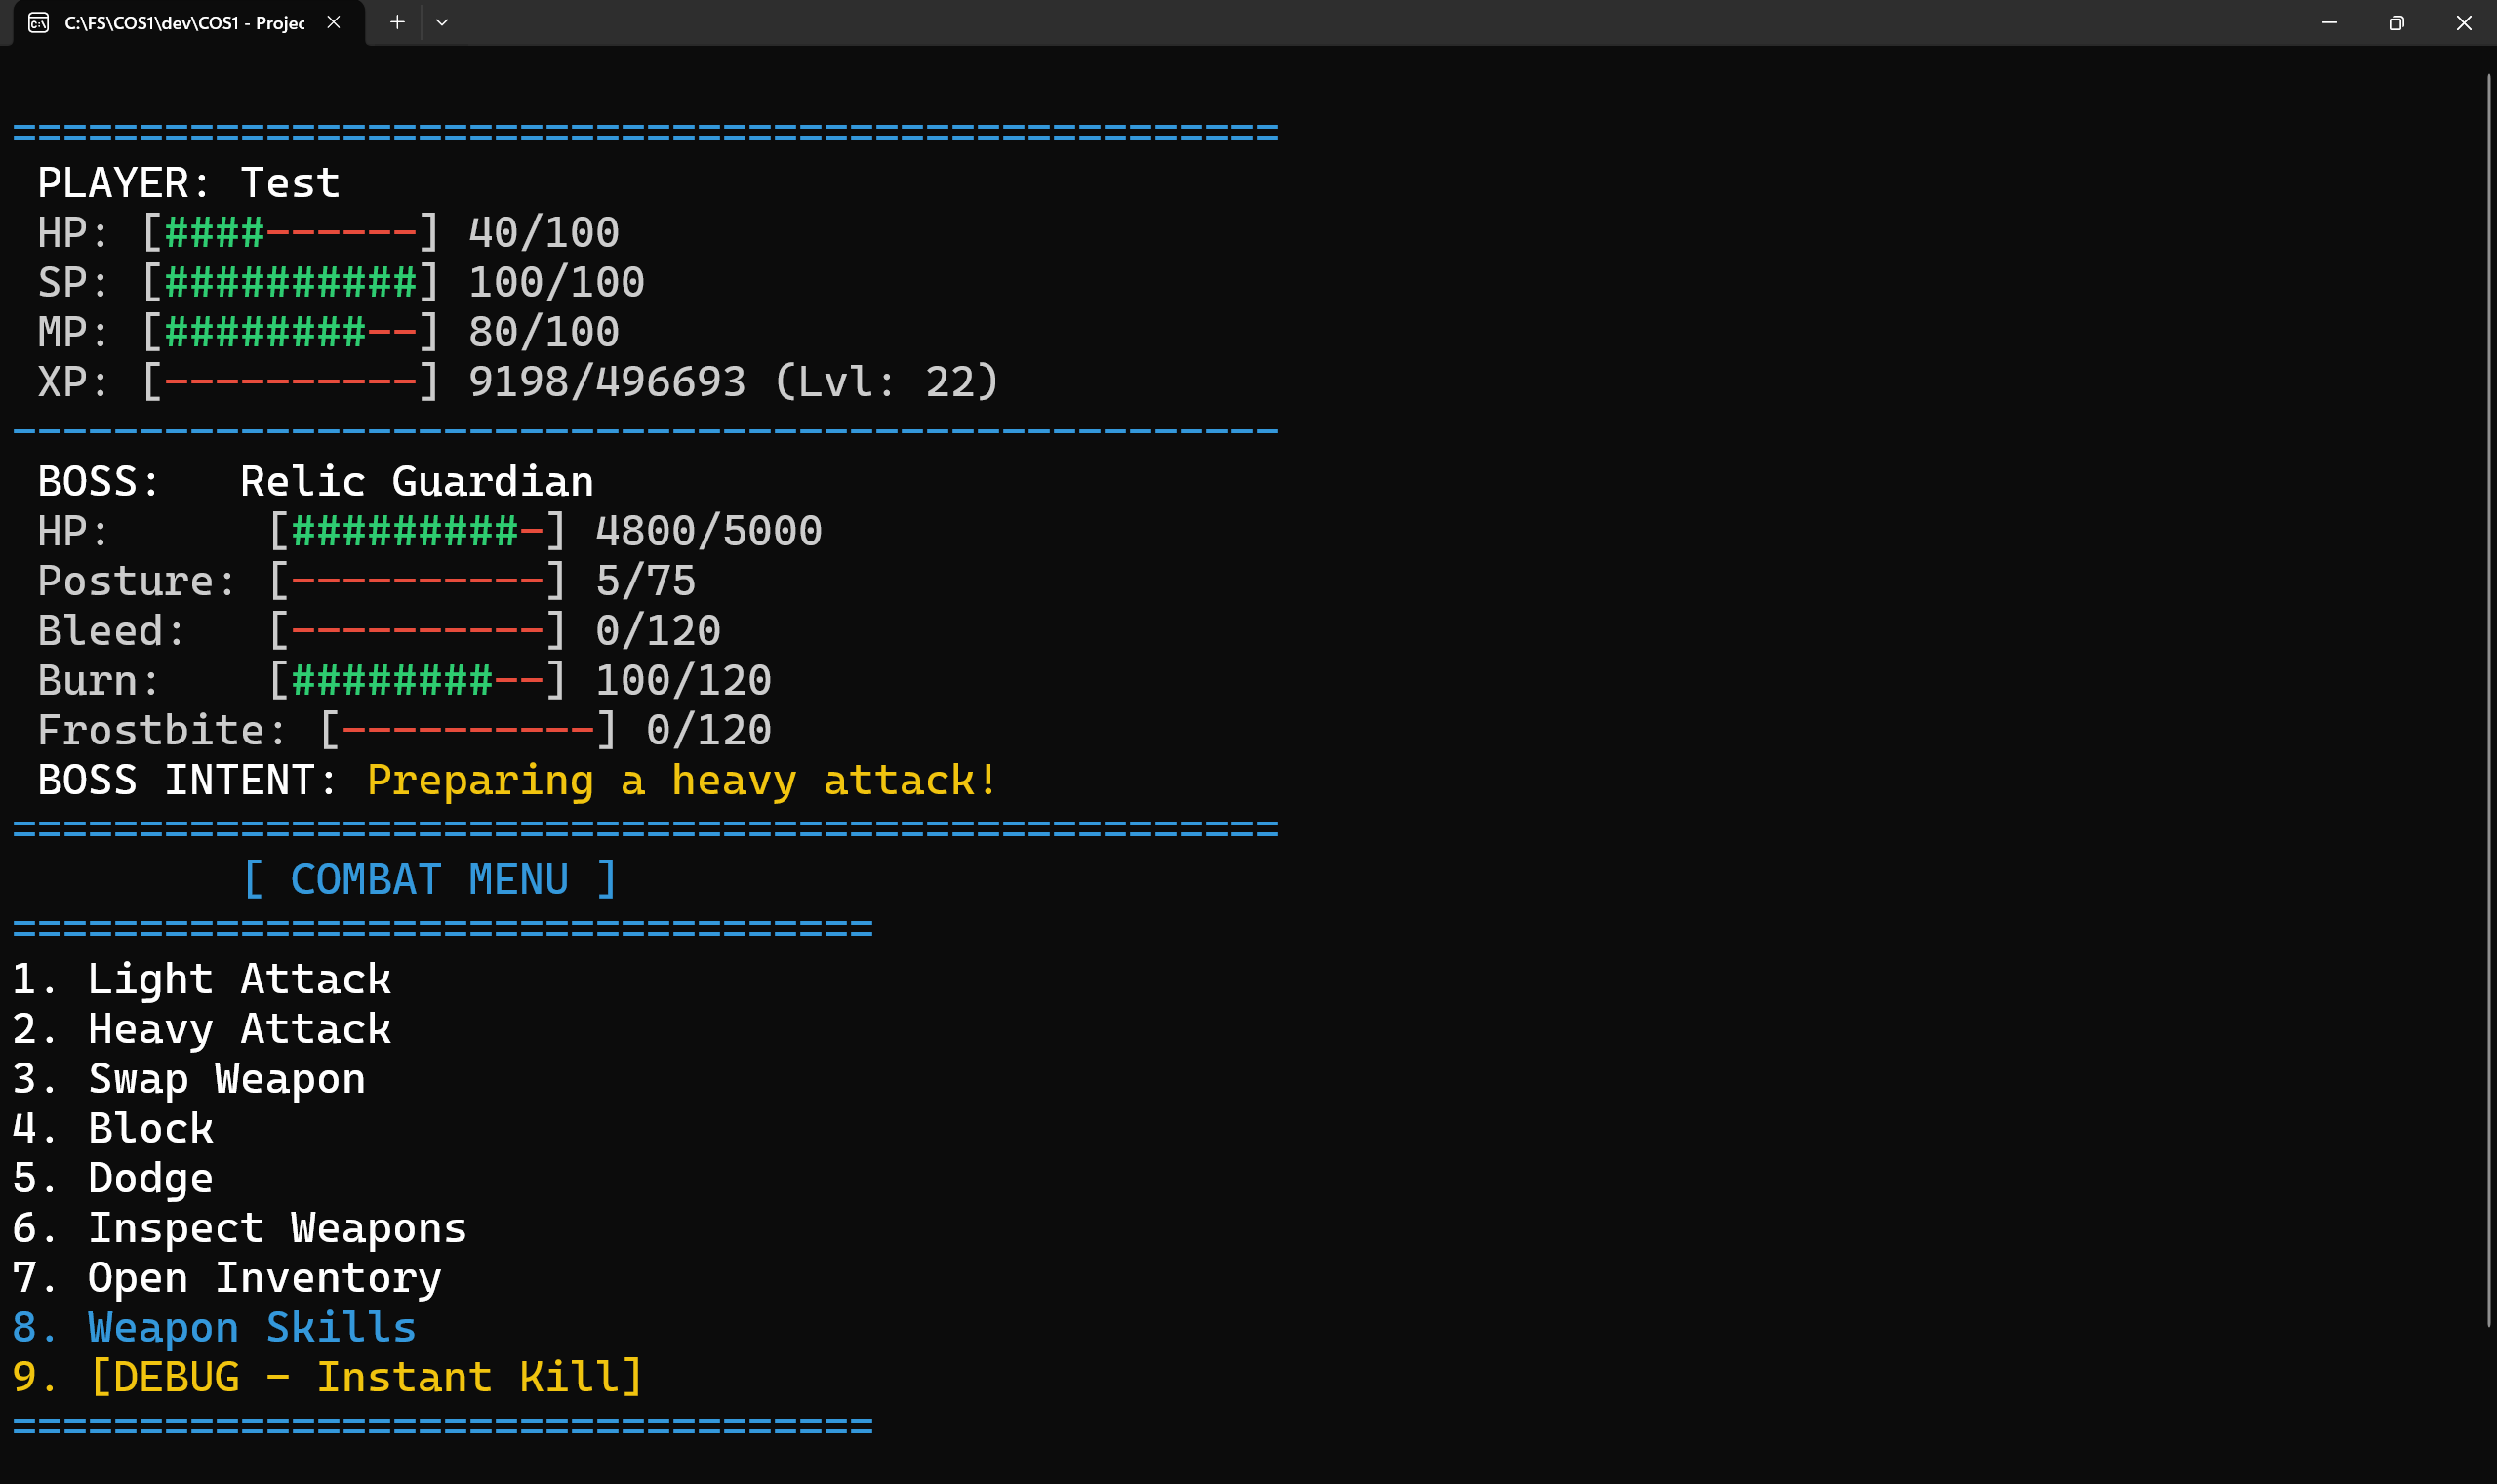 C:\FS\COS1\dev\COS1 - Projec
==================================================
PLAYER: Test
HP: [####------] 40/100
SP: [##########] 100/100
MP: [########--] 80/100
XP: [----------] 9198/496693 (Lvl: 22)
--------------------------------------------------
BOSS:   Relic Guardian
HP:      [#########-] 4800/5000
Posture: [----------] 5/75
Bleed:   [----------] 0/120
Burn:    [########--] 100/120
Frostbite: [----------] 0/120
BOSS INTENT: Preparing a heavy attack!
==================================================
[ COMBAT MENU ]
==================================
1. Light Attack
2. Heavy Attack
3. Swap Weapon
4. Block
5. Dodge
6. Inspect Weapons
7. Open Inventory
8. Weapon Skills
9. [DEBUG - Instant Kill]
==================================